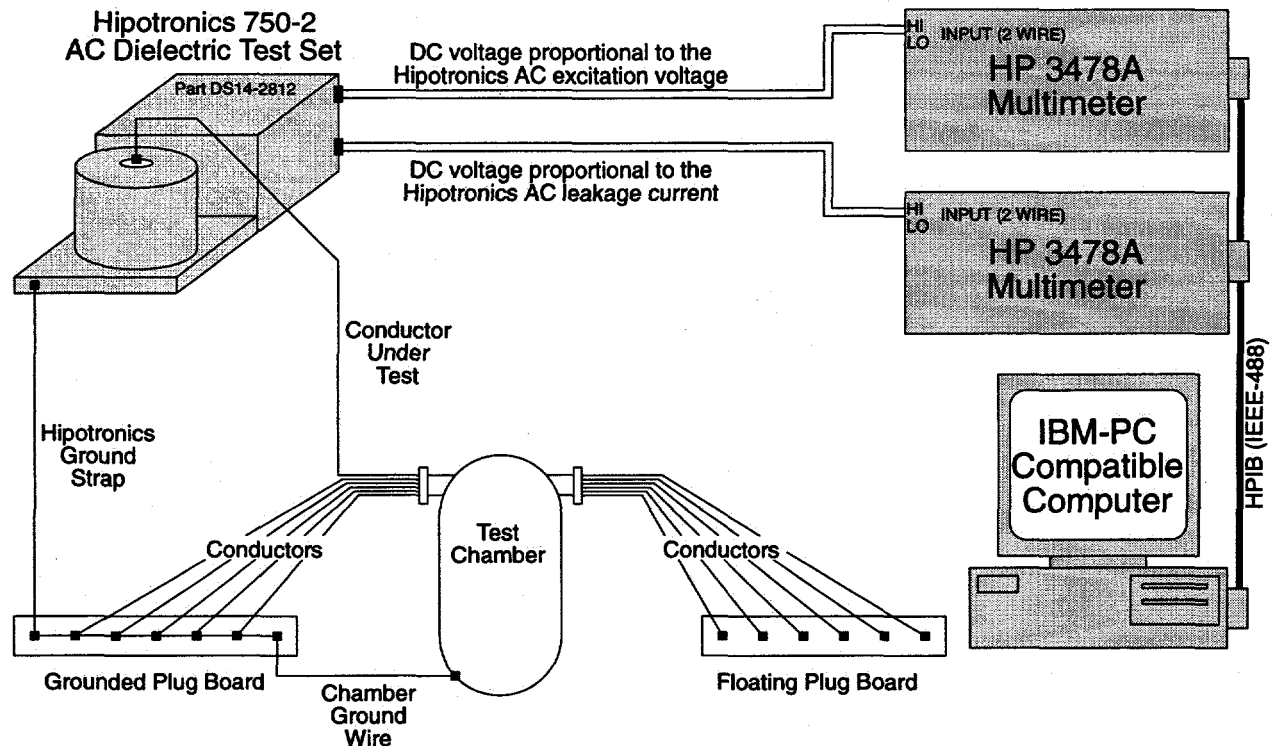 Hipotronics 750-2
AC Dielectric Test Set
Part DS14-2812
DC voltage proportional to the
Hipotronics AC excitation voltage
HI
LO
INPUT (2 WIRE)
HP 3478A
Multimeter
DC voltage proportional to the
Hipotronics AC leakage current
HI
LO
INPUT (2 WIRE)
HP 3478A
Multimeter
Conductor
Under
Test
HPIB (IEEE-488)
Hipotronics
Ground
Strap
IBM-PC
Compatible
Computer
Test
Chamber
Conductors
Conductors
Grounded Plug Board
Chamber
Ground
Wire
Floating Plug Board